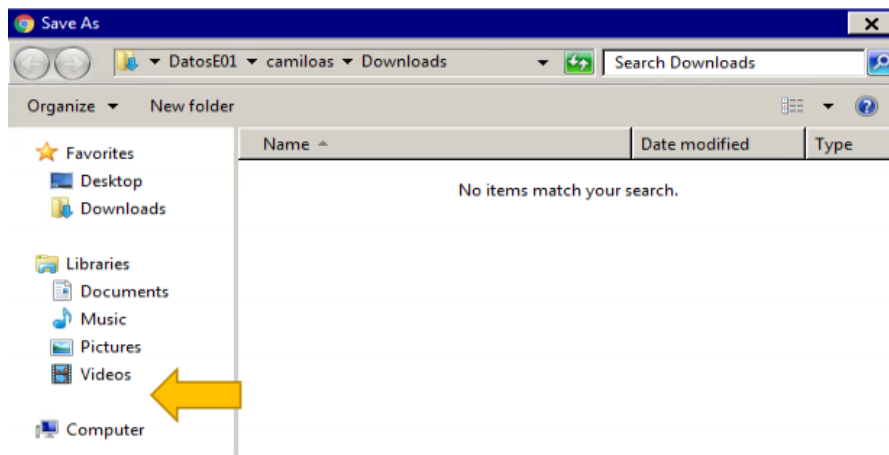 Save As
DatosE01 camiloas Downloads
Search Downloads
Organize New folder
Name Date modified Type
Favorites
Desktop
Downloads
No items match your search.
Libraries
Documents
Music
Pictures
Videos
Computer